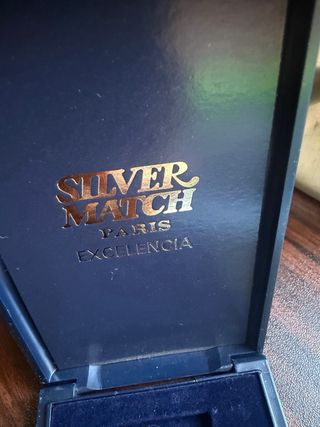 SILVER
MATCH
PARIS
EXCELENCIA